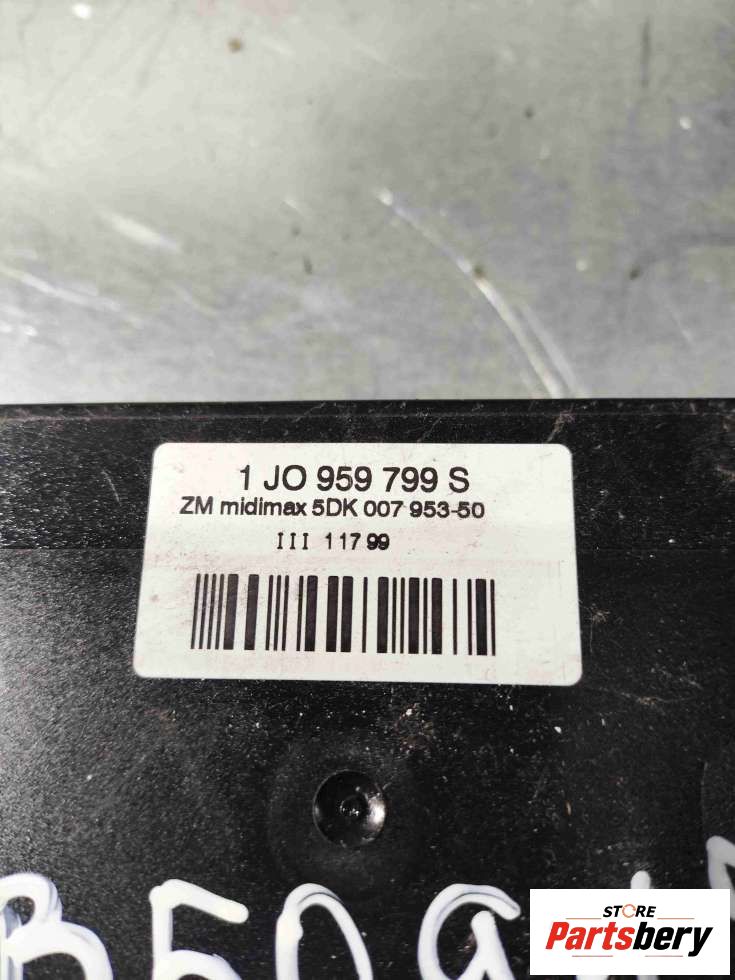 1 JO 959 799 S
ZM midimax 5DK 007 953-50
III 117 99
STORE
Partsbery